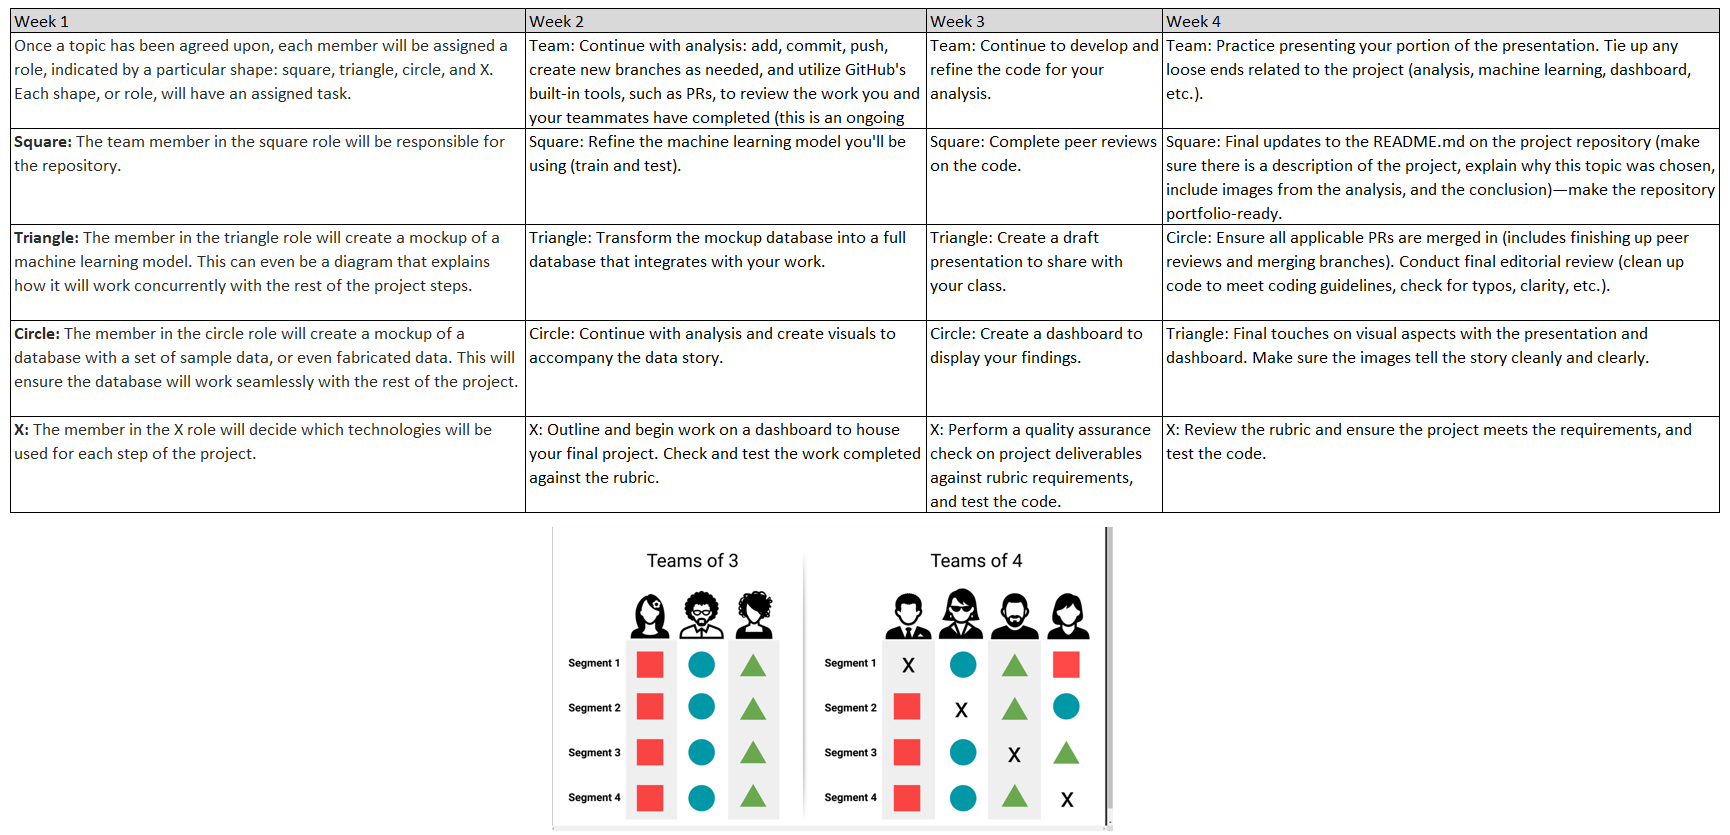 Week 1
Week 2
Week 3
Week 4
Once a topic has been agreed upon, each member will be assigned a
role, indicated by a particular shape: square, triangle, circle, and X.
Each shape, or role, will have an assigned task.
Team: Continue with analysis: add, commit, push,
create new branches as needed, and utilize GitHub's
built-in tools, such as PRs, to review the work you and
your teammates have completed (this is an ongoing
Team: Continue to develop and
refine the code for your
analysis.
Team: Practice presenting your portion of the presentation. Tie up any
loose ends related to the project (analysis, machine learning, dashboard,
etc.).
Square: The team member in the square role will be responsible for
the repository.
Square: Refine the machine learning model you'll be
using (train and test).
Square: Complete peer reviews
on the code.
Square: Final updates to the README.md on the project repository (make
sure there is a description of the project, explain why this topic was chosen,
include images from the analysis, and the conclusion)—make the repository
portfolio-ready.
Triangle: The member in the triangle role will create a mockup of a
machine learning model. This can even be a diagram that explains
how it will work concurrently with the rest of the project steps.
Triangle: Transform the mockup database into a full
database that integrates with your work.
Triangle: Create a draft
presentation to share with
your class.
Circle: Ensure all applicable PRs are merged in (includes finishing up peer
reviews and merging branches). Conduct final editorial review (clean up
code to meet coding guidelines, check for typos, clarity, etc.).
Circle: The member in the circle role will create a mockup of a
database with a set of sample data, or even fabricated data. This will
ensure the database will work seamlessly with the rest of the project.
Circle: Continue with analysis and create visuals to
accompany the data story.
Circle: Create a dashboard to
display your findings.
Triangle: Final touches on visual aspects with the presentation and
dashboard. Make sure the images tell the story cleanly and clearly.
X: The member in the X role will decide which technologies will be
used for each step of the project.
X: Outline and begin work on a dashboard to house
your final project. Check and test the work completed
against the rubric.
X: Perform a quality assurance
check on project deliverables
against rubric requirements,
and test the code.
X: Review the rubric and ensure the project meets the requirements, and
test the code.
Teams of 3
Segment 1
Segment 2
Segment 3
Segment 4
Teams of 4
Segment 1
X
Segment 2
X
Segment 3
X
Segment 4
X